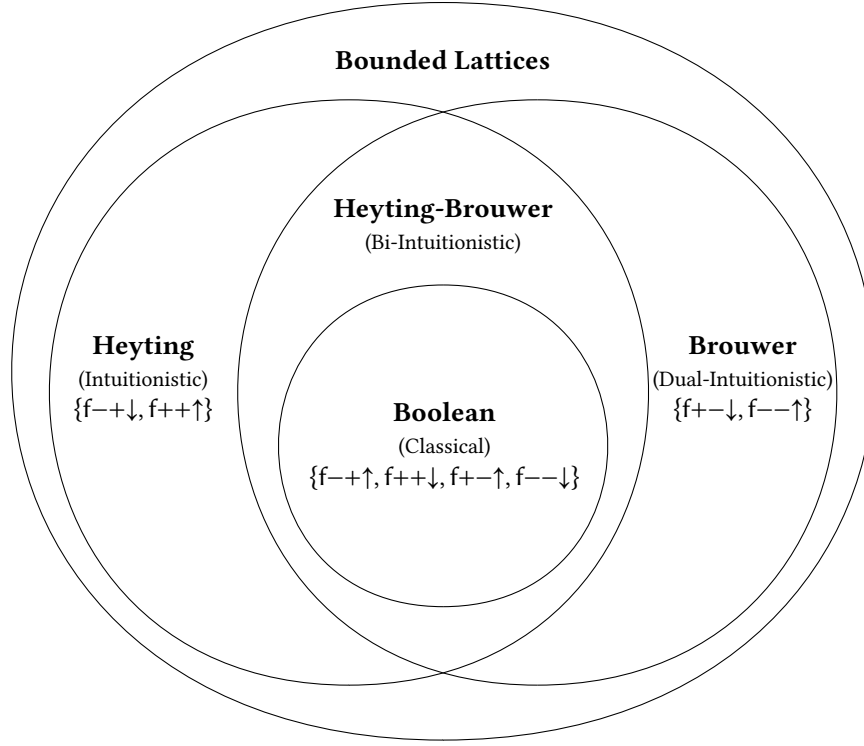 Bounded Lattices
Heyting-Brouwer
(Bi-Intuitionistic)
Heyting
(Intuitionistic)
{f−+↓, f++↑}
Boolean
(Classical)
{f−+↑, f++↓, f+−↑, f−−↓}
Brouwer
(Dual-Intuitionistic)
{f+−↓, f−−↑}